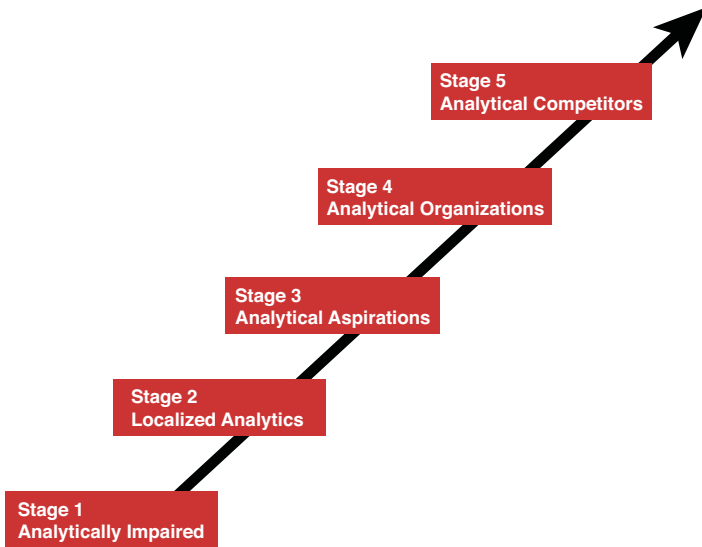 Stage 5
Analytical Competitors
Stage 4
Analytical Organizations
Stage 3
Analytical Aspirations
Stage 2
Localized Analytics
Stage 1
Analytically Impaired